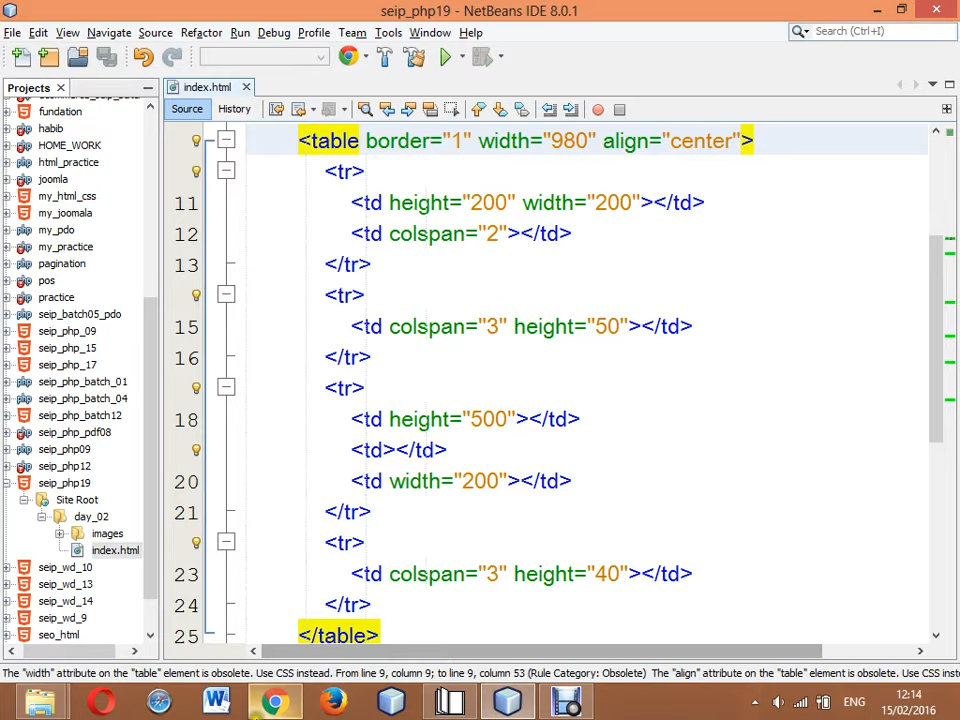 seip_php19 - NetBeans IDE 8.0.1
File Edit View Navigate Source Refactor Run Debug Profile Team Tools Window Help
Search (Ctrl+I)
Projects
index.html
Source History
fundation
habib
HOME_WORK
html_practice
joomla
my_html_css
my_joomala
my_pdo
my_practice
pagination
pos
practice
seip_batch05_pdo
seip_php_09
seip_php_15
seip_php_17
seip_php_batch_01
seip_php_batch_04
seip_php_batch12
seip_php_pdf08
seip_php09
seip_php12
seip_php19
Site Root
day_02
images
index.html
seip_wd_10
seip_wd_13
seip_wd_14
seip_wd_9
seo_html
<table border="1" width="980" align="center">
<tr>
11 <td height="200" width="200"></td>
12 <td colspan="2"></td>
13 </tr>
<tr>
15 <td colspan="3" height="50"></td>
16 </tr>
<tr>
18 <td height="500"></td>
<td></td>
20 <td width="200"></td>
21 </tr>
<tr>
23 <td colspan="3" height="40"></td>
24 </tr>
25 </table>
The "width" attribute on the "table" element is obsolete. Use CSS instead. From line 9, column 9; to line 9, column 53 (Rule Category: Obsolete) The "align" attribute on the "table" element is obsolete. Use CSS instead
ENG
12:14
15/02/2016